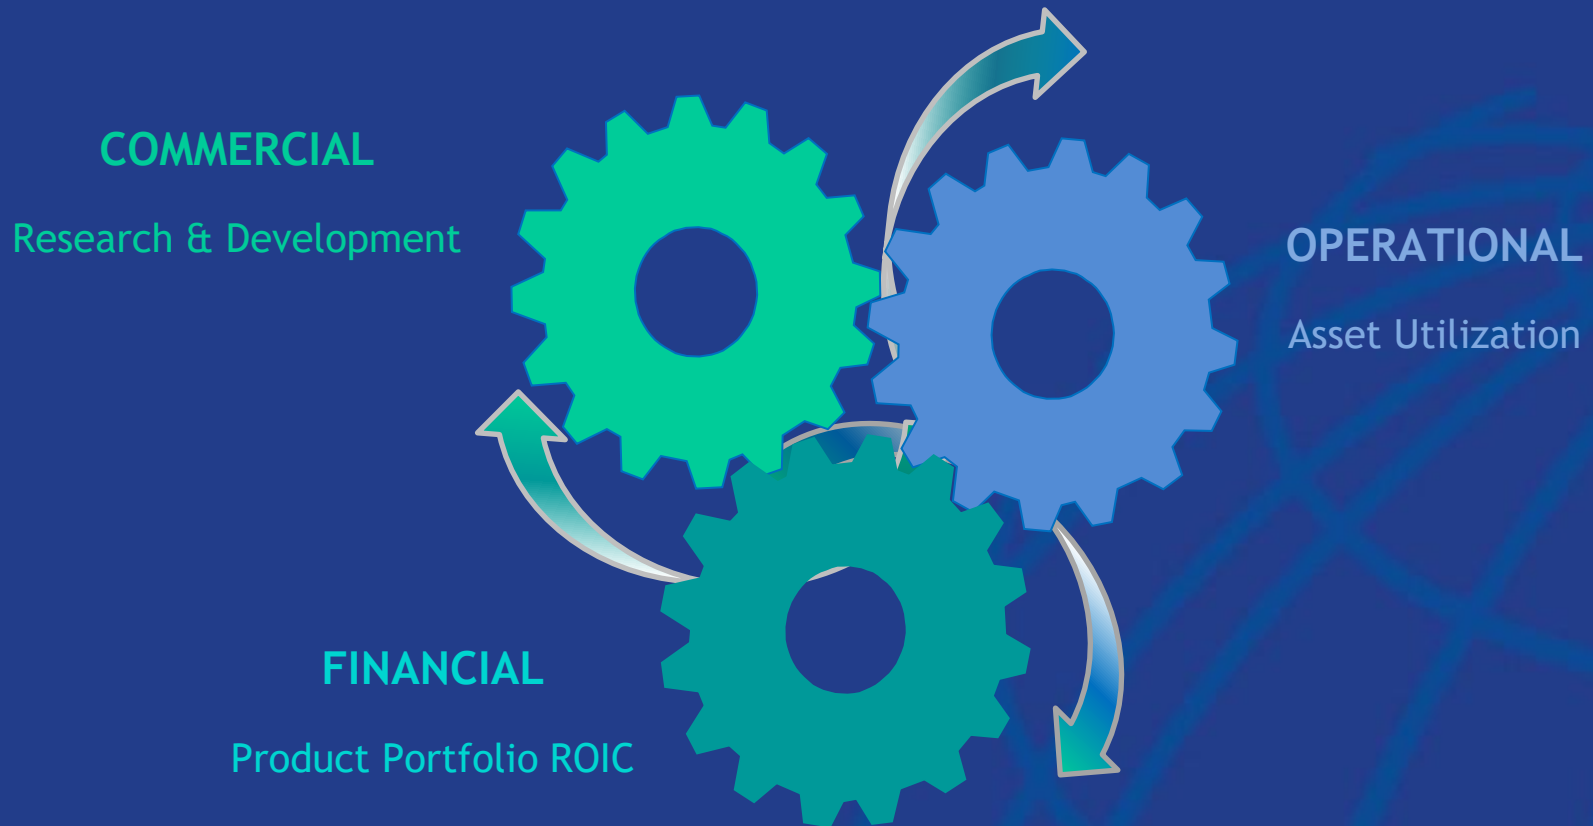 COMMERCIAL
Research & Development
OPERATIONAL
Asset Utilization
FINANCIAL
Product Portfolio ROIC